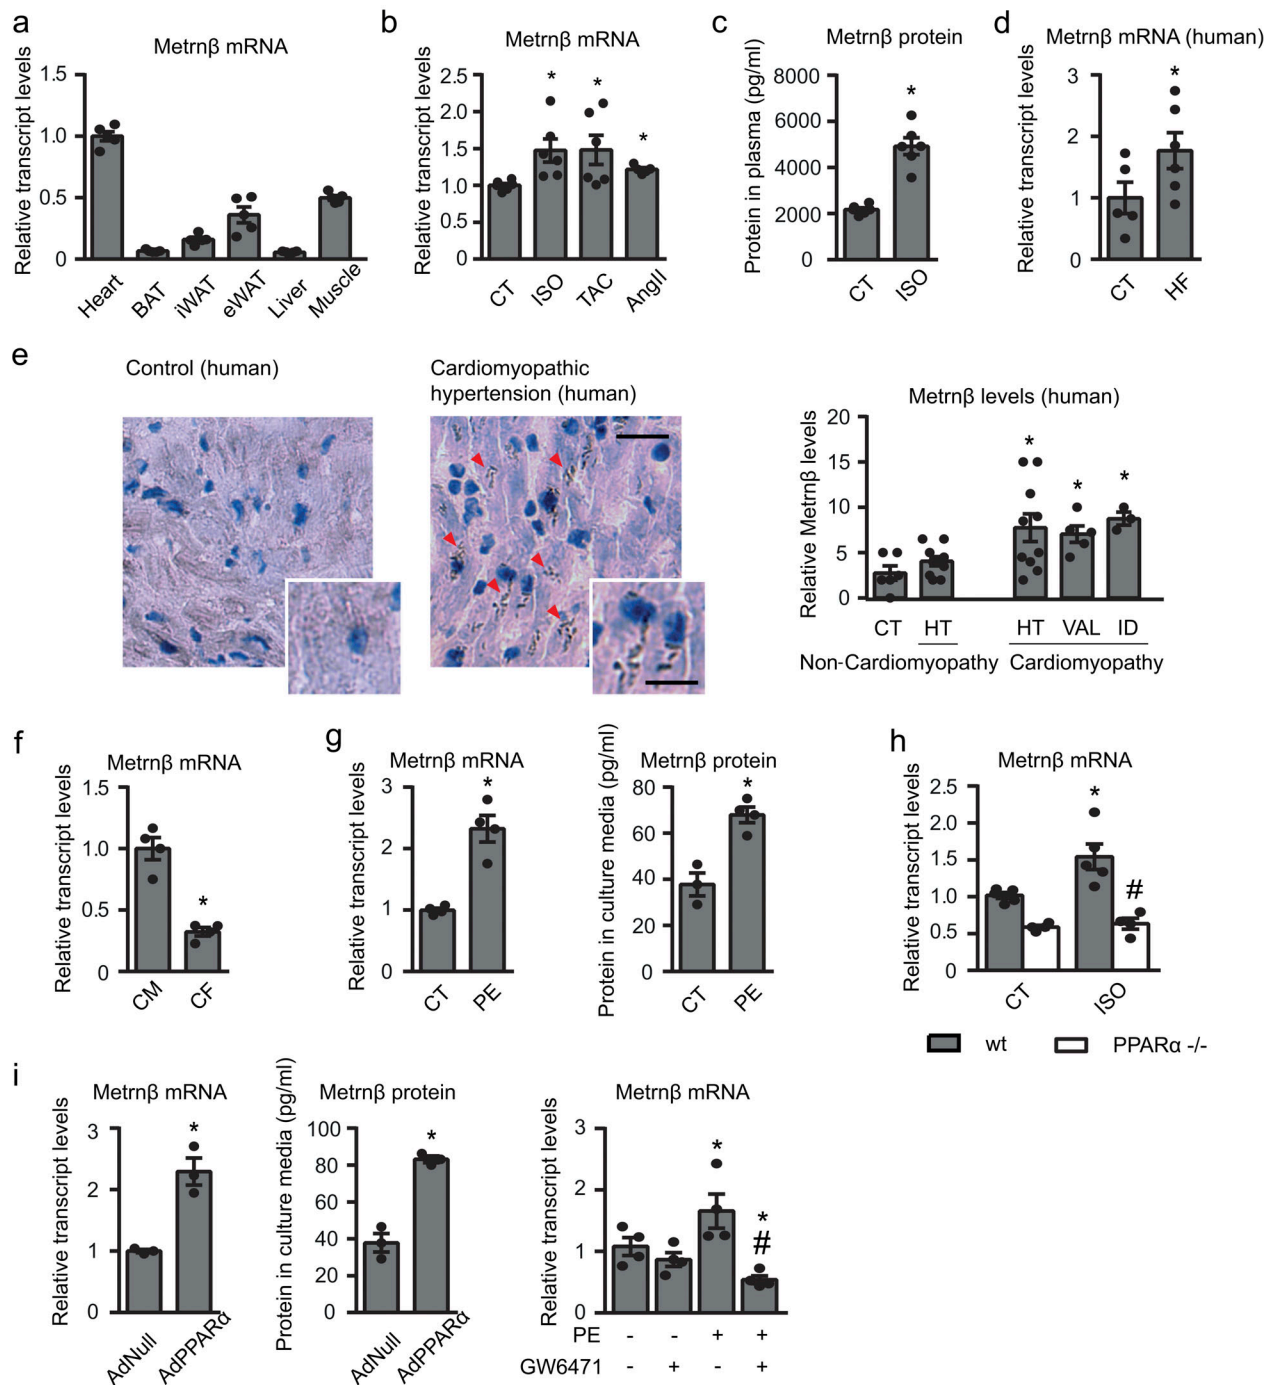 a
Metrnβ mRNA
Relative transcript levels
1.5
1.0
0.5
0
Heart
BAT
iWAT
eWAT
Liver
Muscle
b
Metrnβ mRNA
Relative transcript levels
2.5
2.0
1.5
1.0
0.5
0
* * *
CT
ISO
TAC
AngII
c
Metrnβ protein
Protein in plasma (pg/ml)
8000
6000
4000
2000
0
*
CT
ISO
d
Metrnβ mRNA (human)
Relative transcript levels
3
2
1
0
*
CT
HF
e
Control (human)
Cardiomyopathic
hypertension (human)
Metrnβ levels (human)
Relative Metrnβ levels
20
15
10
5
0
* * *
CT HT HT VAL ID
Non-Cardiomyopathy Cardiomyopathy
f
Metrnβ mRNA
Relative transcript levels
1.5
1.0
0.5
0
*
CM
CF
g
Metrnβ mRNA
Relative transcript levels
3
2
1
0
*
CT
PE
Metrnβ protein
Protein in culture media (pg/ml)
80
60
40
20
0
*
CT
PE
h
Metrnβ mRNA
Relative transcript levels
2.5
2.0
1.5
1.0
0.5
0
*
#
CT
ISO
wt PPARα -/-
i
Metrnβ mRNA
Relative transcript levels
3
2
1
0
*
AdNull
AdPPARα
Metrnβ protein
Protein in culture media (pg/ml)
100
80
60
40
20
0
*
AdNull
AdPPARα
Metrnβ mRNA
Relative transcript levels
3
2
1
0
*
*
#
PE - - + +
GW6471 - + - +